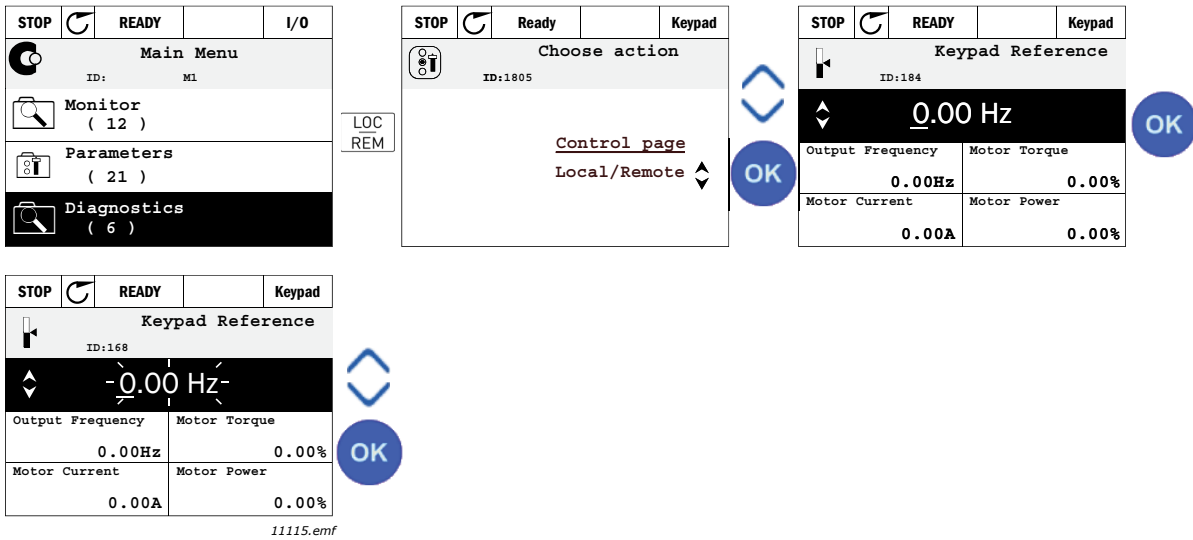 STOP READY I/O
Main Menu
ID: M1
Monitor
( 12 )
Parameters
( 21 )
Diagnostics
( 6 )
LOC
REM
STOP Ready Keypad
Choose action
ID:1805
Control page
Local/Remote
OK
STOP READY Keypad
Keypad Reference
ID:184
0.00 Hz
Output Frequency Motor Torque
0.00Hz 0.00%
Motor Current Motor Power
0.00A 0.00%
OK
STOP READY Keypad
Keypad Reference
ID:168
0.00 Hz
Output Frequency Motor Torque
0.00Hz 0.00%
Motor Current Motor Power
0.00A 0.00%
OK
11115.emf